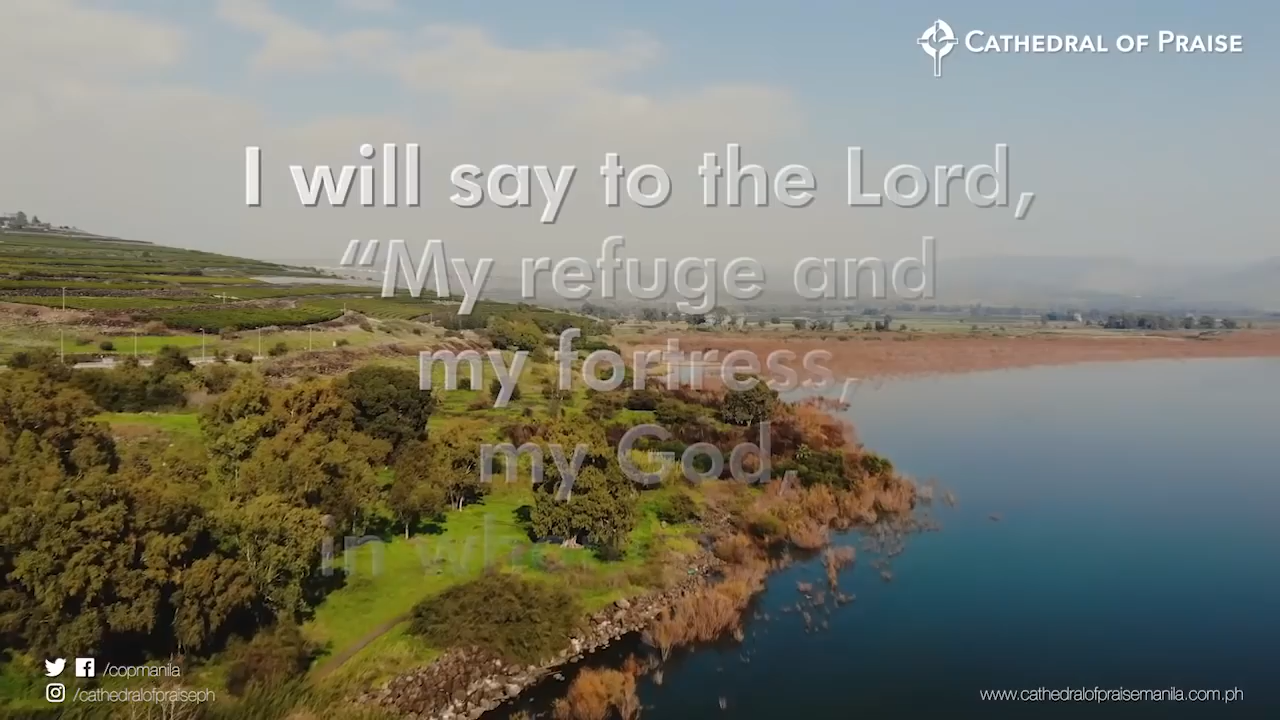 CATHEDRAL OF PRAISE
I will say to the Lord,
“My refuge and
my fortress,
my God,
in
/copmanila
/cathedralofpraiseph
www.cathedralofpraisemanila.com.ph